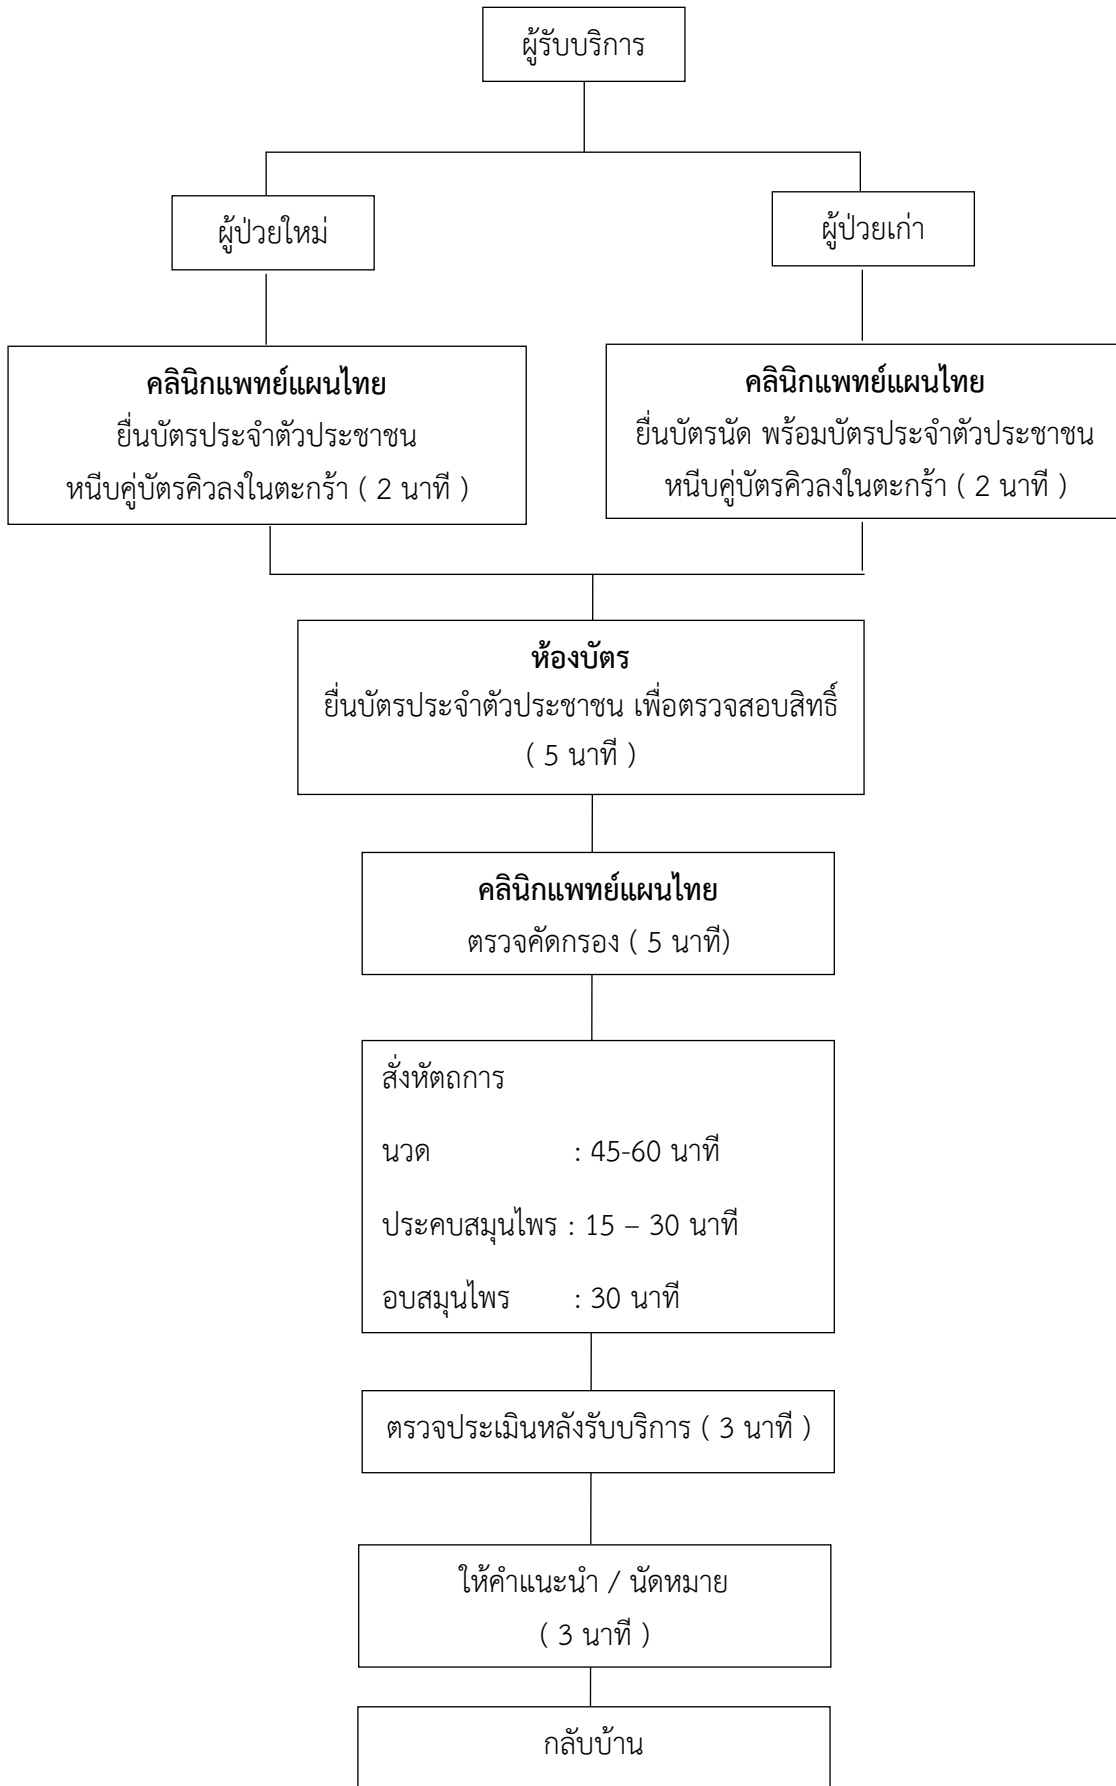 ผู้รับบริการ
ผู้ป่วยใหม่
ผู้ป่วยเก่า
คลินิกแพทย์แผนไทย
ยื่นบัตรประจำตัวประชาชน
หนีบคู่บัตรคิวลงในตะกร้า ( 2 นาที )
คลินิกแพทย์แผนไทย
ยื่นบัตรนัด พร้อมบัตรประจำตัวประชาชน
หนีบคู่บัตรคิวลงในตะกร้า ( 2 นาที )
ห้องบัตร
ยื่นบัตรประจำตัวประชาชน เพื่อตรวจสอบสิทธิ์
( 5 นาที )
คลินิกแพทย์แผนไทย
ตรวจคัดกรอง ( 5 นาที)
สั่งหัตถการ
นวด : 45-60 นาที
ประคบสมุนไพร : 15 – 30 นาที
อบสมุนไพร : 30 นาที
ตรวจประเมินหลังรับบริการ ( 3 นาที )
ให้คำแนะนำ / นัดหมาย
( 3 นาที )
กลับบ้าน